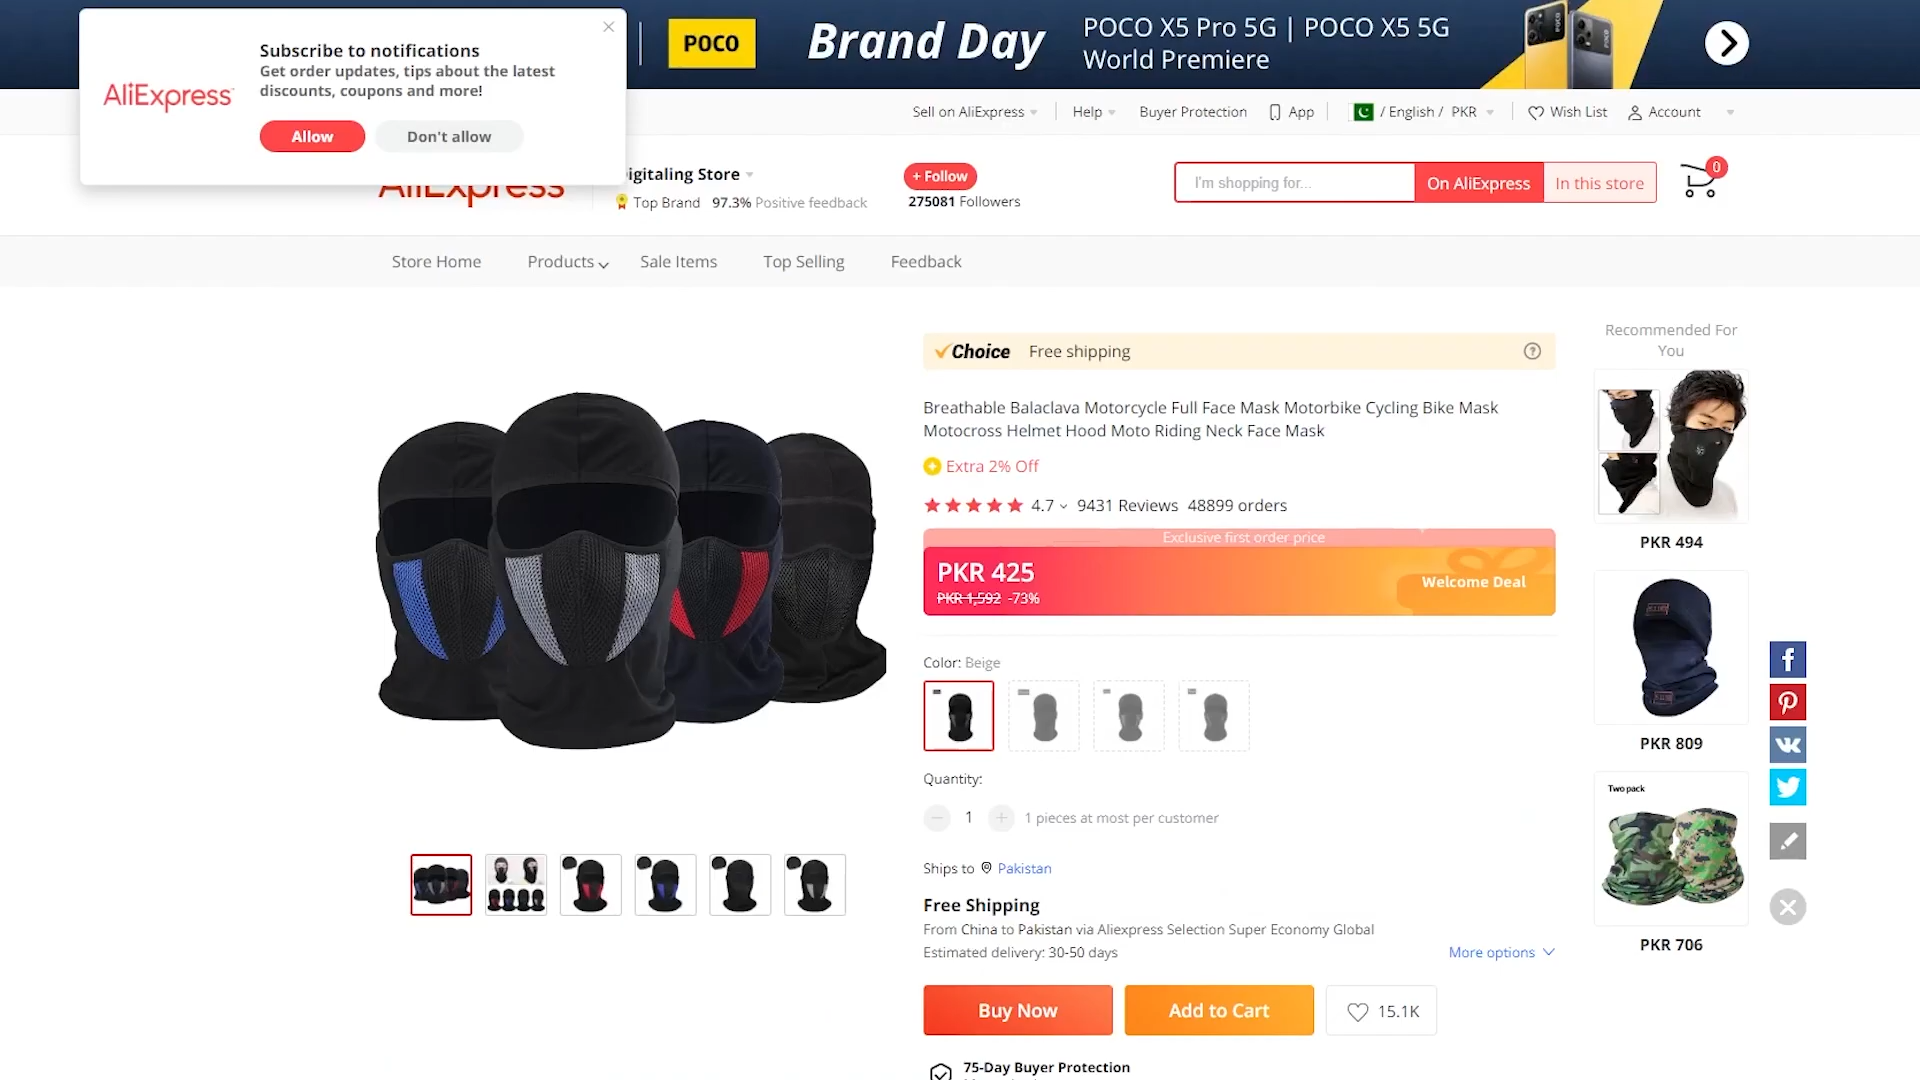 Subscribe to notifications
Get order updates, tips about the latest
discounts, coupons and more!
AliExpress
Allow
Don't allow
POCO
Brand Day
POCO X5 Pro 5G | POCO X5 5G
World Premiere
Sell on AliExpress
Help
Buyer Protection
App
/ English / PKR
Wish List
Account
AliExpress
igitaling Store
Top Brand 97.3% Positive feedback
+ Follow
275081 Followers
I'm shopping for...
On AliExpress
In this store
0
Store Home
Products
Sale Items
Top Selling
Feedback
Choice Free shipping
Breathable Balaclava Motorcycle Full Face Mask Motorbike Cycling Bike Mask
Motocross Helmet Hood Moto Riding Neck Face Mask
Extra 2% Off
4.7 9431 Reviews 48899 orders
Exclusive first order price
PKR 425
PKR 1,592 -73%
Welcome Deal
Color: Beige
Quantity:
1
1 pieces at most per customer
Ships to Pakistan
Free Shipping
From China to Pakistan via Aliexpress Selection Super Economy Global
Estimated delivery: 30-50 days
More options
Buy Now
Add to Cart
15.1K
75-Day Buyer Protection
Recommended For
You
PKR 494
PKR 809
Two pack
PKR 706